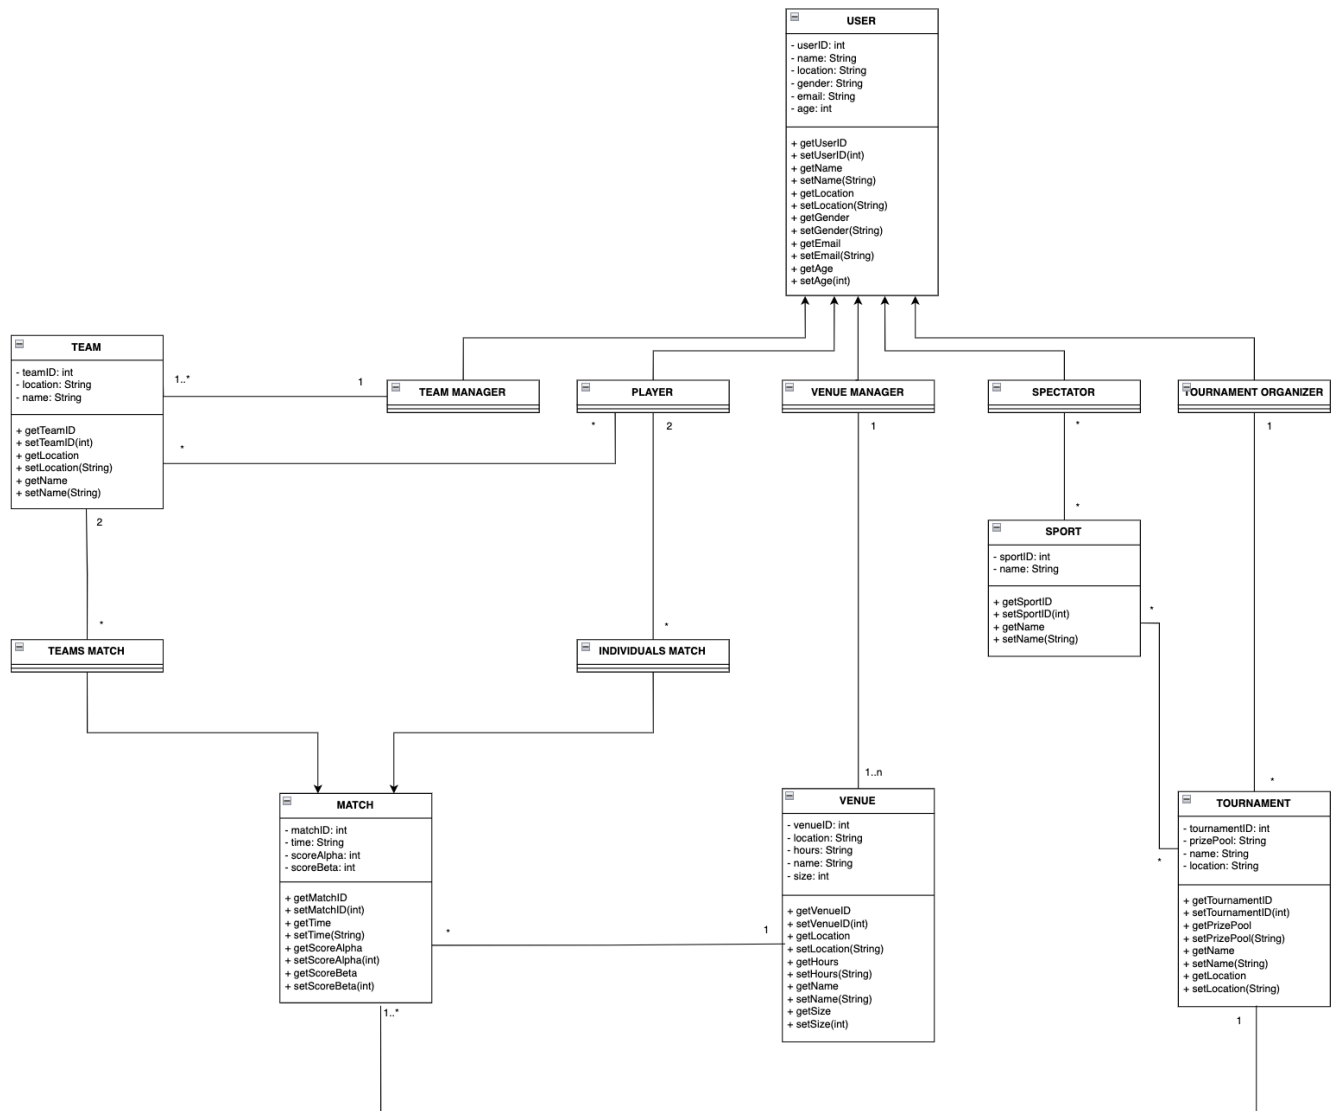 USER
- userID: int
- name: String
- location: String
- gender: String
- email: String
- age: int
+ getUserID
+ setUserID(int)
+ getName
+ setName(String)
+ getLocation
+ setLocation(String)
+ getGender
+ setGender(String)
+ getEmail
+ setEmail(String)
+ getAge
+ setAge(int)
TEAM
- teamID: int
- location: String
- name: String
+ getTeamID
+ setTeamID(int)
+ getLocation
+ setLocation(String)
+ getName
+ setName(String)
1..*
1
TEAM MANAGER
PLAYER
VENUE MANAGER
SPECTATOR
TOURNAMENT ORGANIZER
*
*
2
1
*
1
2
*
*
*
SPORT
- sportID: int
- name: String
+ getSportID
+ setSportID(int)
+ getName
+ setName(String)
*
TEAMS MATCH
INDIVIDUALS MATCH
1..n
*
*
MATCH
- matchID: int
- time: String
- scoreAlpha: int
- scoreBeta: int
+ getMatchID
+ setMatchID(int)
+ getTime
+ setTime(String)
+ getScoreAlpha
+ setScoreAlpha(int)
+ getScoreBeta
+ setScoreBeta(int)
*
1
1..*
VENUE
- venueID: int
- location: String
- hours: String
- name: String
- size: int
+ getVenueID
+ setVenueID(int)
+ getLocation
+ setLocation(String)
+ getHours
+ setHours(String)
+ getName
+ setName(String)
+ getSize
+ setSize(int)
TOURNAMENT
- tournamentID: int
- prizePool: String
- name: String
- location: String
+ getTournamentID
+ setTournamentID(int)
+ getPrizePool
+ setPrizePool(String)
+ getName
+ setName(String)
+ getLocation
+ setLocation(String)
1